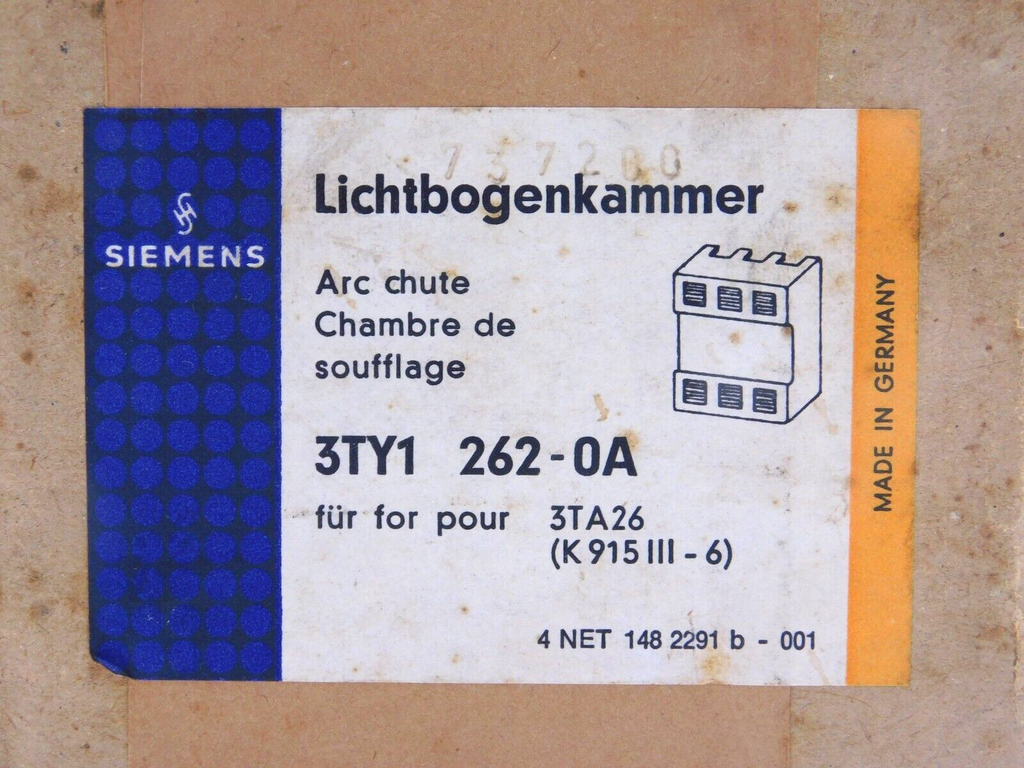 737200
Lichtbogenkammer
SIEMENS
Arc chute
Chambre de
soufflage
3TY1 262-0A
für for pour 3TA26
(K 915 III - 6)
4 NET 148 2291 b - 001
MADE IN GERMANY